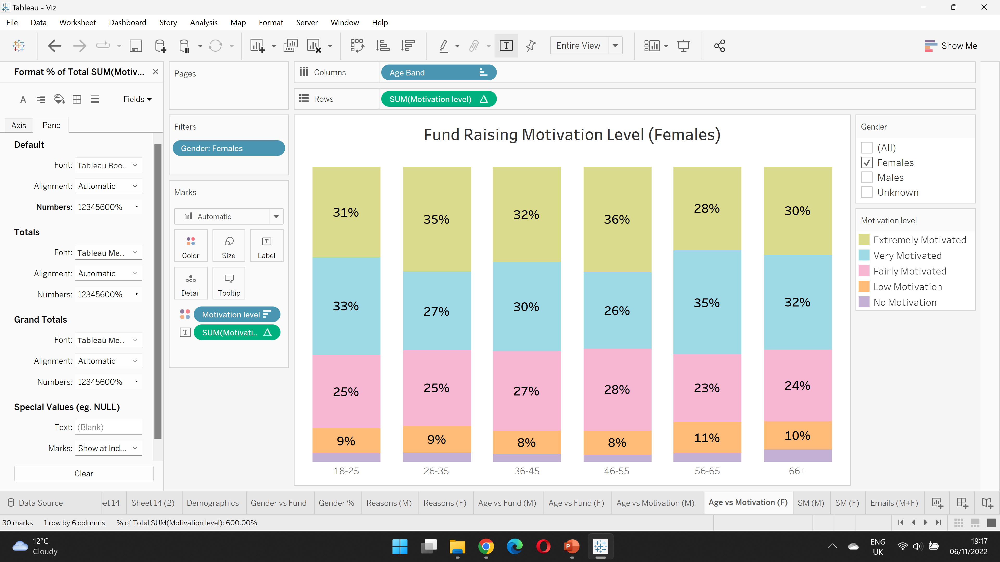 Tableau - Viz
File Data Worksheet Dashboard Story Analysis Map Format Server Window Help
Entire View
Show Me
Format % of Total SUM(Motiv...
Fields
Axis Pane
Default
Font: Tableau Boo..
Alignment: Automatic
Numbers: 12345600%
Totals
Font: Tableau Me..
Alignment: Automatic
Numbers: 12345600%
Grand Totals
Font: Tableau Me..
Alignment: Automatic
Numbers: 12345600%
Special Values (eg. NULL)
Text: (Blank)
Marks: Show at Ind...
Clear
Pages
Filters
Gender: Females
Marks
Automatic
Color Size Label
Detail Tooltip
Motivation level
SUM(Motivati..
Columns Age Band
Rows SUM(Motivation level)
Fund Raising Motivation Level (Females)
31% 35% 32% 36% 28% 30%
33% 27% 30% 26% 35% 32%
25% 25% 27% 28% 23% 24%
9% 9% 8% 8% 11% 10%
18-25 26-35 36-45 46-55 56-65 66+
Gender
(All)
Females
Males
Unknown
Motivation level
Extremely Motivated
Very Motivated
Fairly Motivated
Low Motivation
No Motivation
Data Source et 14 Sheet 14 (2) Demographics Gender vs Fund Gender % Reasons (M) Reasons (F) Age vs Fund (M) Age vs Fund (F) Age vs Motivation (M) Age vs Motivation (F) SM (M) SM (F) Emails (M+F)
30 marks 1 row by 6 columns % of Total SUM(Motivation level): 600.00%
12°C
Cloudy
ENG
UK
19:17
06/11/2022